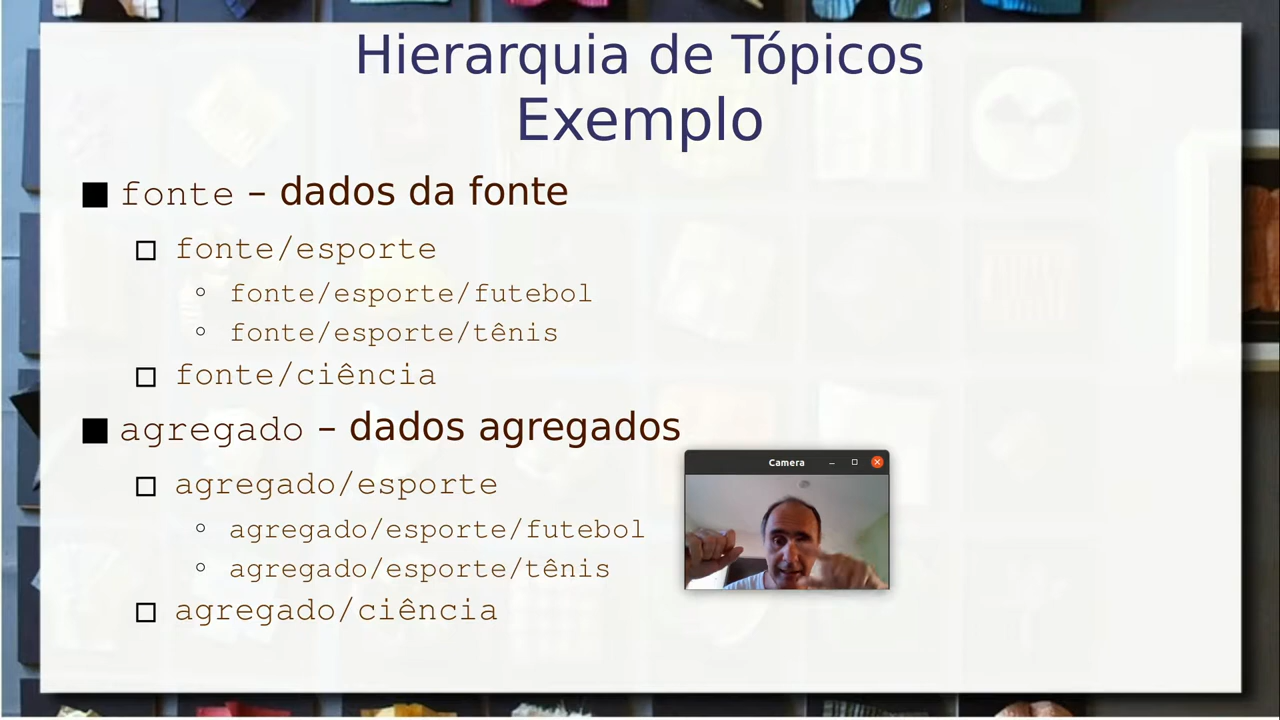 Hierarquia de Tópicos
Exemplo
fonte – dados da fonte
fonte/esporte
fonte/esporte/futebol
fonte/esporte/tênis
fonte/ciência
agregado – dados agregados
agregado/esporte
agregado/esporte/futebol
agregado/esporte/tênis
agregado/ciência
Camera